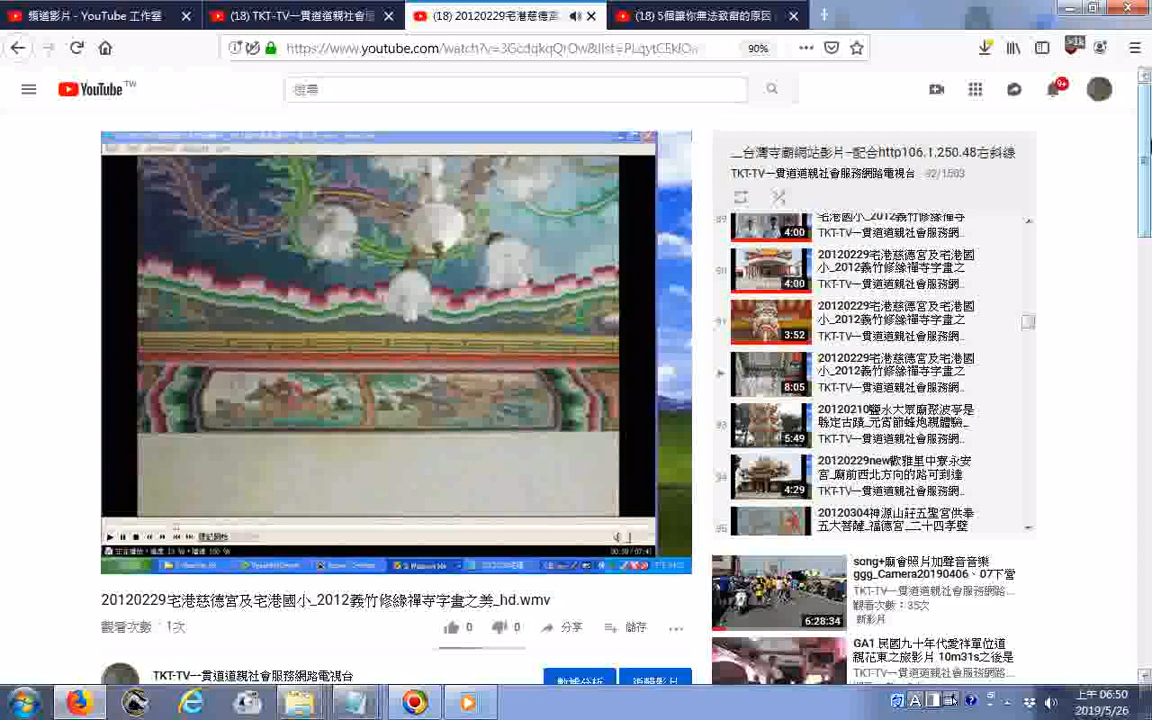 頻道影片 - YouTube 工作室
(18) TKT-TV一貫道道親社會服
(18) 20120229宅港慈德宮
(18) 5個讓你無法致富的原因
90%
YouTube TW
搜尋
9+
台灣寺廟網站影片-配合http106.1.250.48右斜線
TKT-TV一貫道道親社會服務網路電視台 92/1503
宅港國小_2012義竹修緣禪寺
TKT-TV一貫道道親社會服務網..
4:00
20120229宅港慈德宮及宅港國
小_2012義竹修緣禪寺字畫之
TKT-TV一貫道道親社會服務網..
4:00
20120229宅港慈德宮及宅港國
小_2012義竹修緣禪寺字畫之
TKT-TV一貫道道親社會服務網..
3:52
20120229宅港慈德宮及宅港國
小_2012義竹修緣禪寺字畫之
TKT-TV一貫道道親社會服務網..
8:05
20120210鹽水大眾廟聚波亭是
縣定古蹟_元宵節蜂炮親體驗_
TKT-TV一貫道道親社會服務網..
5:49
20120229new歡雅里中寮永安
宮_廟前西北方向的路可到達
TKT-TV一貫道道親社會服務網..
4:29
20120304神源山莊五聖宮供奉
五大菩薩_福德宮_二十四孝壁
20120229宅港慈德宮及宅港國小_2012義竹修緣禪寺字畫之美_hd.wmv
觀看次數：1次
0
0
分享
儲存
TKT-TV一貫道道親社會服務網路電視台
數據分析
編輯影片
song+廟會照片加聲音音樂
ggg_Camera20190406、07下營
TKT-TV一貫道道親社會服務網路...
觀看次數：35次
新影片
6:28:34
GA1 民國九十年代愛祥單位道
親花東之旅影片 10m31s之後是
TKT-TV一貫道道親社會服務網路...
上午 06:50
2019/5/26